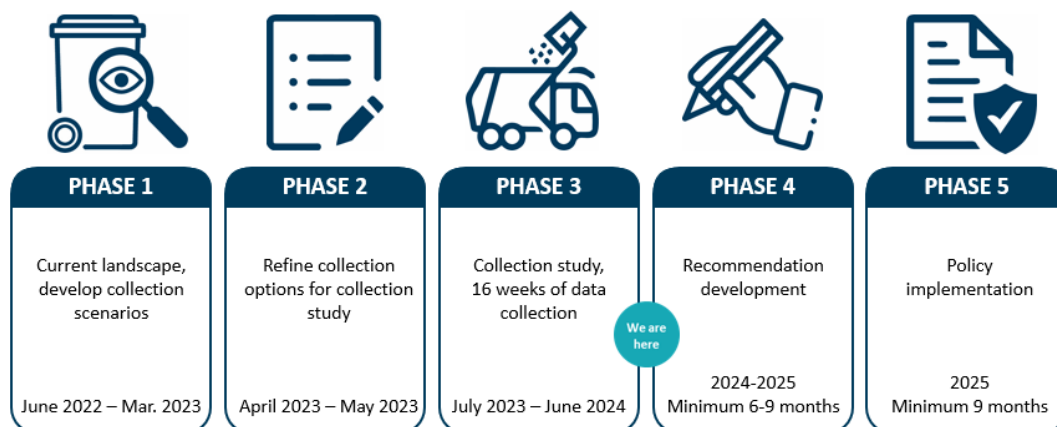 PHASE 1
Current landscape,
develop collection
scenarios
June 2022 – Mar. 2023
PHASE 2
Refine collection
options for collection
study
April 2023 – May 2023
PHASE 3
Collection study,
16 weeks of data
collection
July 2023 – June 2024
We are
here
PHASE 4
Recommendation
development
2024-2025
Minimum 6-9 months
PHASE 5
Policy
implementation
2025
Minimum 9 months